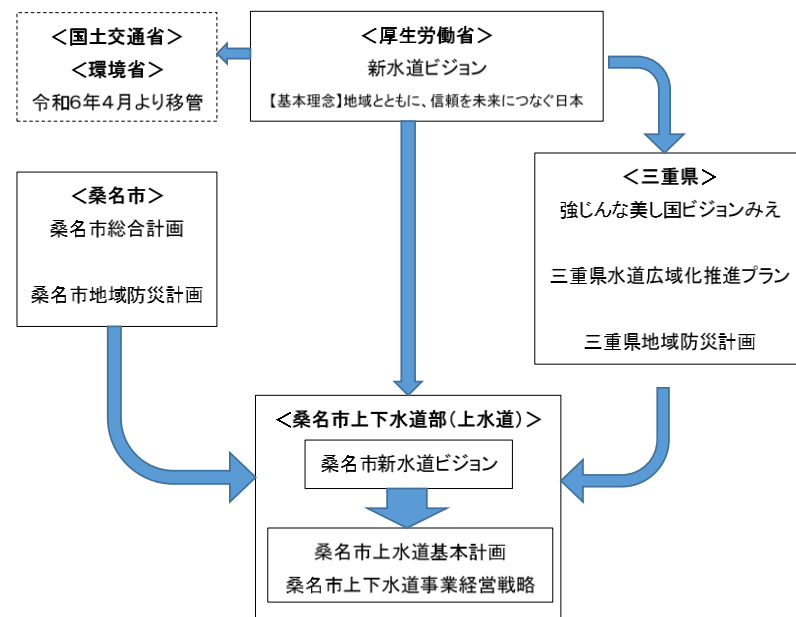 ＜国土交通省＞
＜環境省＞
令和6年4月より移管
＜厚生労働省＞
新水道ビジョン
【基本理念】地域とともに、信頼を未来につなぐ日本
＜桑名市＞
桑名市総合計画
桑名市地域防災計画
＜三重県＞
強じんな美し国ビジョンみえ
三重県水道広域化推進プラン
三重県地域防災計画
＜桑名市上下水道部（上水道）＞
桑名市新水道ビジョン
桑名市上水道基本計画
桑名市上下水道事業経営戦略